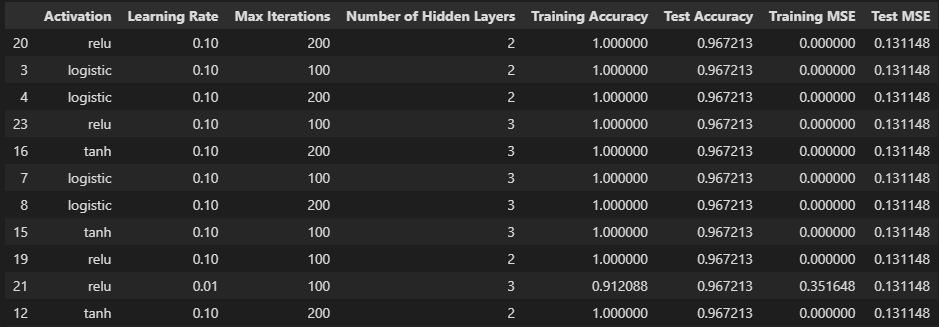 Activation Learning Rate Max Iterations Number of Hidden Layers Training Accuracy Test Accuracy Training MSE Test MSE
20 relu 0.10 200 2 1.000000 0.967213 0.000000 0.131148
3 logistic 0.10 100 2 1.000000 0.967213 0.000000 0.131148
4 logistic 0.10 200 2 1.000000 0.967213 0.000000 0.131148
23 relu 0.10 100 3 1.000000 0.967213 0.000000 0.131148
16 tanh 0.10 200 3 1.000000 0.967213 0.000000 0.131148
7 logistic 0.10 100 3 1.000000 0.967213 0.000000 0.131148
8 logistic 0.10 200 3 1.000000 0.967213 0.000000 0.131148
15 tanh 0.10 100 3 1.000000 0.967213 0.000000 0.131148
19 relu 0.10 100 2 1.000000 0.967213 0.000000 0.131148
21 relu 0.01 100 3 0.912088 0.967213 0.351648 0.131148
12 tanh 0.10 200 2 1.000000 0.967213 0.000000 0.131148